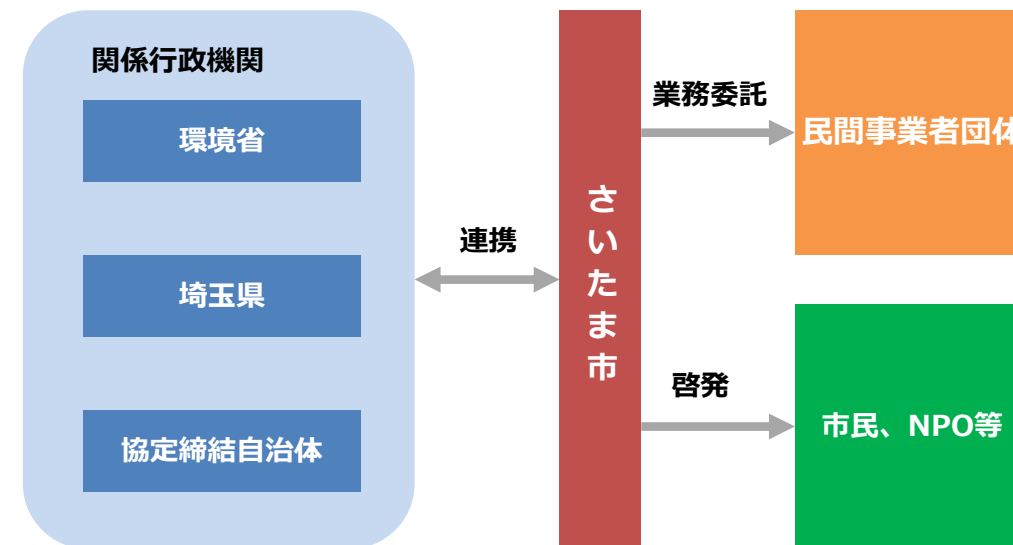 関係行政機関
環境省
埼玉県
協定締結自治体
連携
さいたま市
業務委託
民間事業者団体
啓発
市民、NPO等